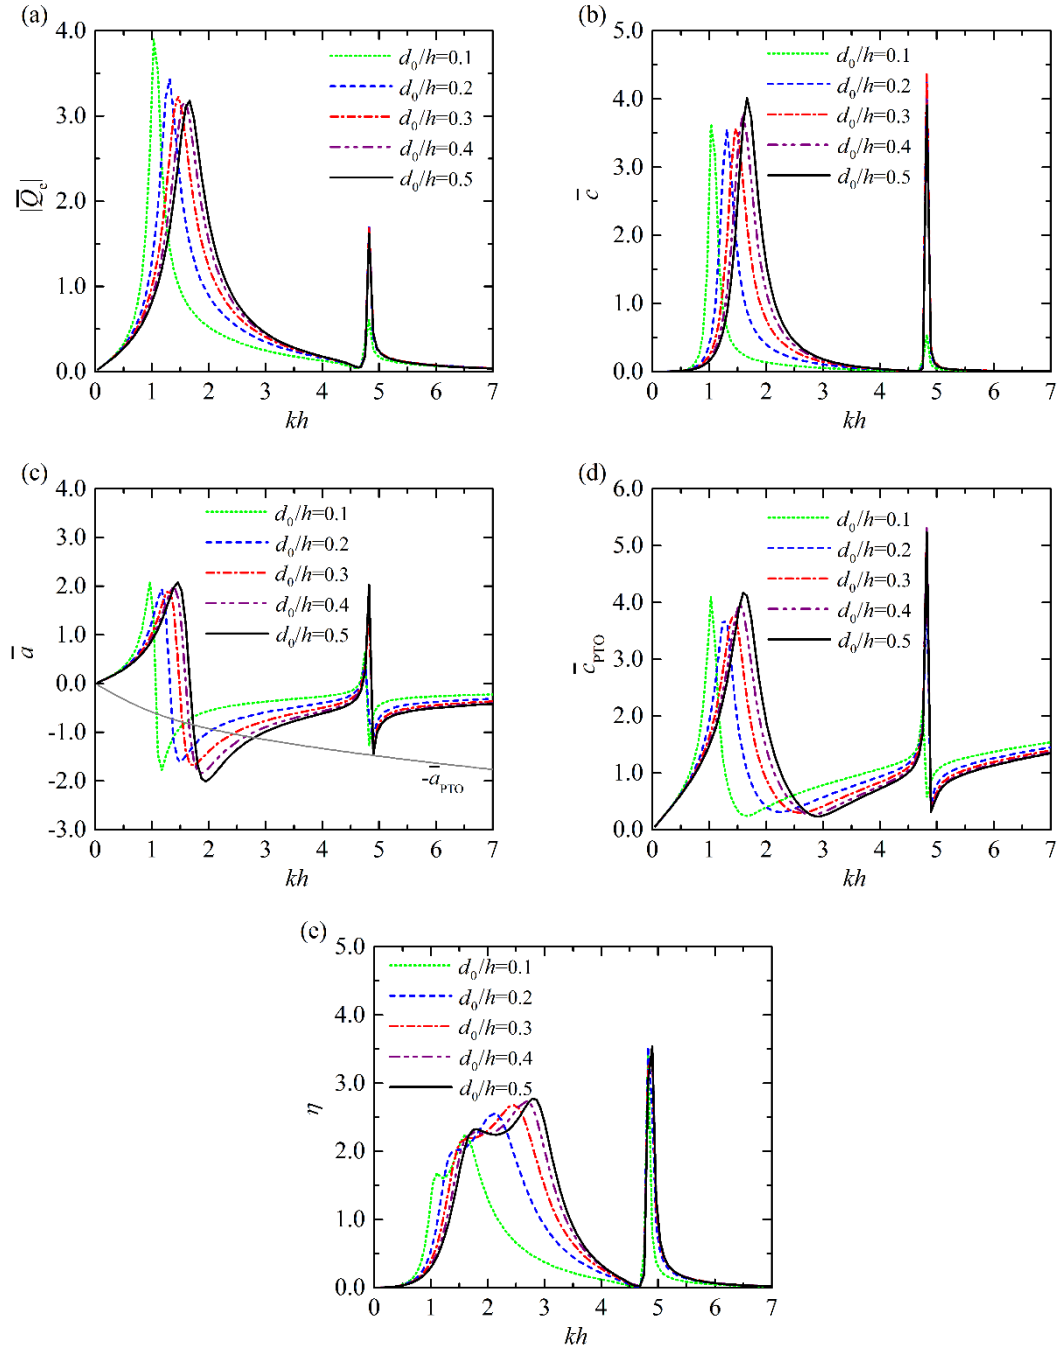 (a)
4.0
3.0
2.0
1.0
0.0
|Q̅e|
d0/h=0.1
d0/h=0.2
d0/h=0.3
d0/h=0.4
d0/h=0.5
0 1 2 3 4 5 6 7
kh
(b)
5.0
4.0
3.0
2.0
1.0
0.0
c̅
d0/h=0.1
d0/h=0.2
d0/h=0.3
d0/h=0.4
d0/h=0.5
0 1 2 3 4 5 6 7
kh
(c)
4.0
3.0
2.0
1.0
0.0
-1.0
-2.0
-3.0
a̅
d0/h=0.1
d0/h=0.2
d0/h=0.3
d0/h=0.4
d0/h=0.5
-a̅PTO
0 1 2 3 4 5 6 7
kh
(d)
6.0
5.0
4.0
3.0
2.0
1.0
0.0
c̅PTO
d0/h=0.1
d0/h=0.2
d0/h=0.3
d0/h=0.4
d0/h=0.5
0 1 2 3 4 5 6 7
kh
(e)
5.0
4.0
3.0
2.0
1.0
0.0
η
d0/h=0.1
d0/h=0.2
d0/h=0.3
d0/h=0.4
d0/h=0.5
0 1 2 3 4 5 6 7
kh